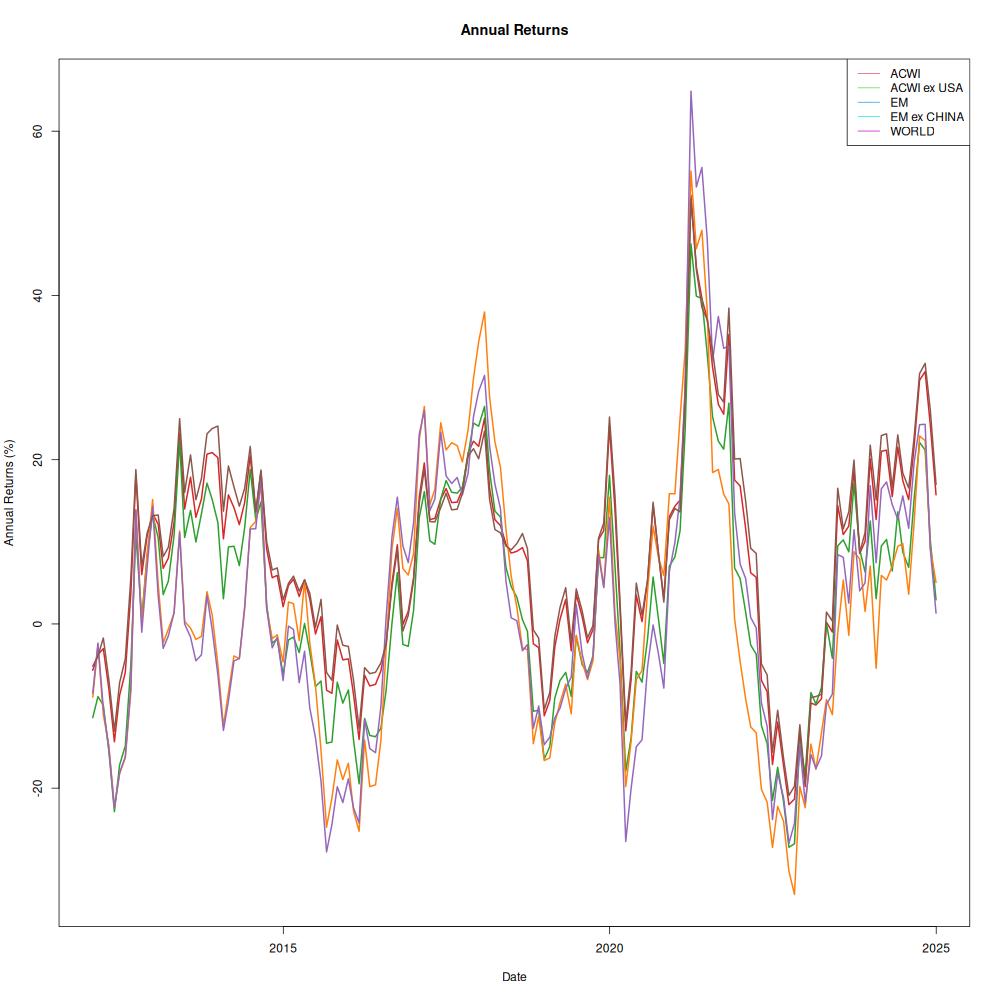 Annual Returns
ACWI
ACWI ex USA
EM
EM ex CHINA
WORLD
Annual Returns (%)
60
40
20
0
-20
2015
2020
2025
Date